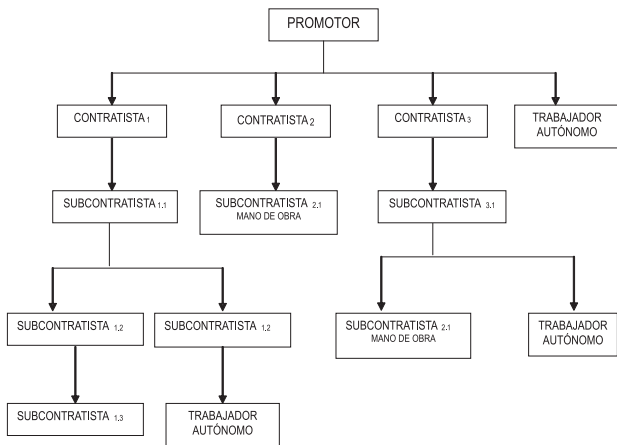 PROMOTOR
CONTRATISTA 1
CONTRATISTA 2
CONTRATISTA 3
TRABAJADOR
AUTÓNOMO
SUBCONTRATISTA 1.1
SUBCONTRATISTA 2.1
MANO DE OBRA
SUBCONTRATISTA 3.1
SUBCONTRATISTA 1.2
SUBCONTRATISTA 1.2
SUBCONTRATISTA 2.1
MANO DE OBRA
TRABAJADOR
AUTÓNOMO
SUBCONTRATISTA 1.3
TRABAJADOR
AUTÓNOMO